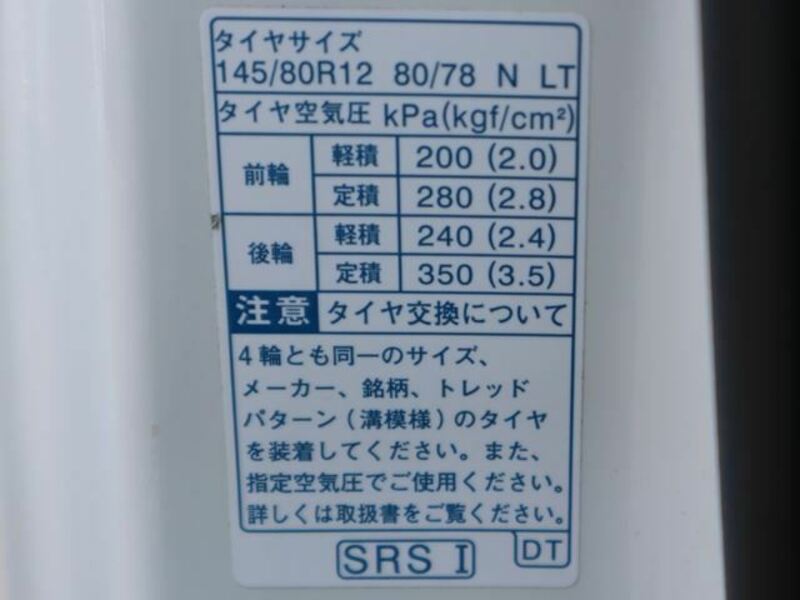 タイヤサイズ
145/80R12 80/78 N LT
タイヤ空気圧 kPa(kgf/cm²)
前輪
軽積 200 (2.0)
定積 280 (2.8)
後輪
軽積 240 (2.4)
定積 350 (3.5)
注意 タイヤ交換について
4輪とも同一のサイズ、
メーカー、銘柄、トレッド
パターン(溝模様)のタイヤ
を装着してください。また、
指定空気圧でご使用ください。
詳しくは取扱書をご覧ください。
SRS I DT